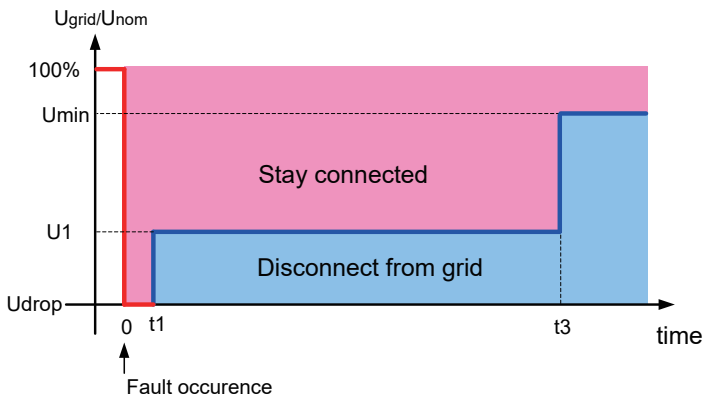 Ugrid/Unom
100%
Umin
Stay connected
U1
Disconnect from grid
Udrop
0
t1
t3
time
Fault occurence